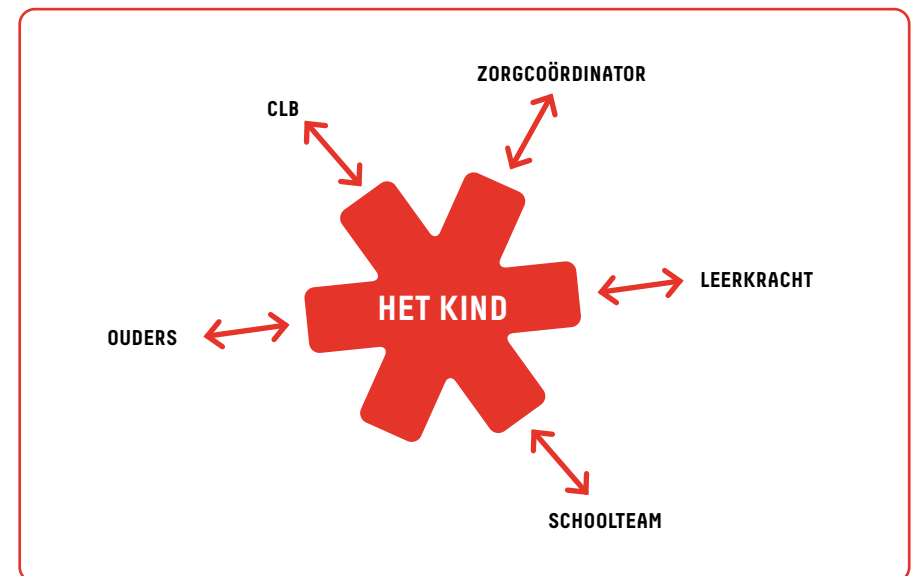 ZORGCOÖRDINATOR
CLB
LEERKRACHT
HET KIND
OUDERS
SCHOOLTEAM